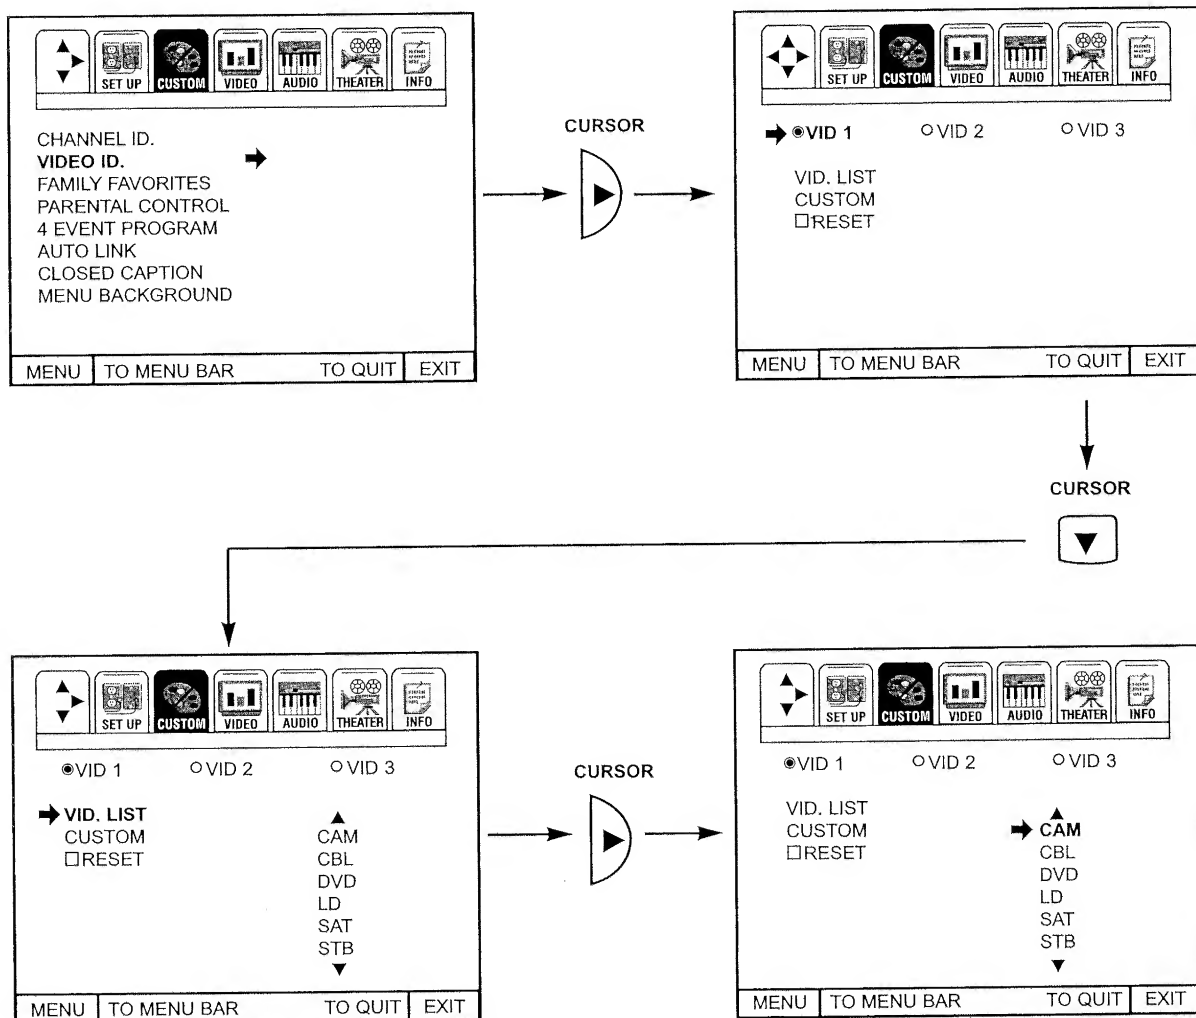 SET UP CUSTOM VIDEO AUDIO THEATER INFO
CHANNEL ID.
VIDEO ID.
FAMILY FAVORITES
PARENTAL CONTROL
4 EVENT PROGRAM
AUTO LINK
CLOSED CAPTION
MENU BACKGROUND
MENU TO MENU BAR TO QUIT EXIT
CURSOR
SET UP CUSTOM VIDEO AUDIO THEATER INFO
VID 1 VID 2 VID 3
VID. LIST
CUSTOM
RESET
MENU TO MENU BAR TO QUIT EXIT
CURSOR
SET UP CUSTOM VIDEO AUDIO THEATER INFO
VID 1 VID 2 VID 3
VID. LIST
CUSTOM
RESET
CAM
CBL
DVD
LD
SAT
STB
MENU TO MENU BAR TO QUIT EXIT
CURSOR
SET UP CUSTOM VIDEO AUDIO THEATER INFO
VID 1 VID 2 VID 3
VID. LIST
CUSTOM
RESET
CAM
CBL
DVD
LD
SAT
STB
MENU TO MENU BAR TO QUIT EXIT